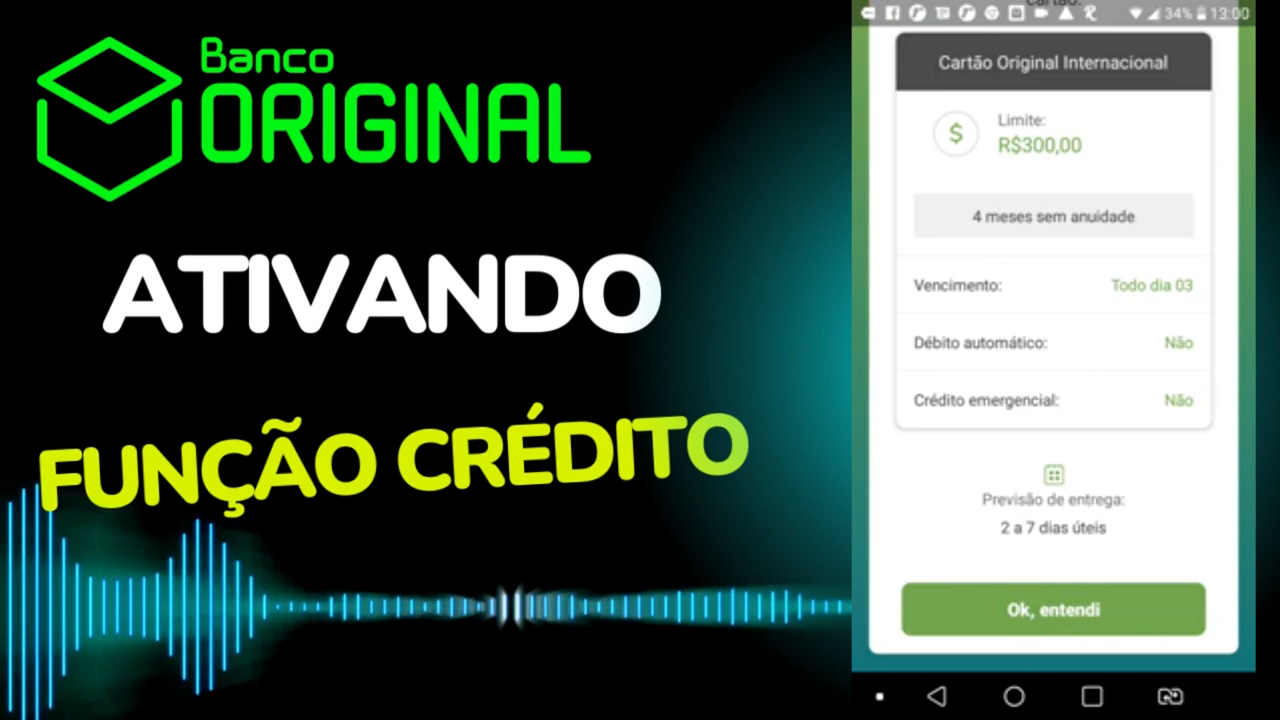 Banco
ORIGINAL
ATIVANDO
FUNÇÃO CRÉDITO
cartão:
34% 13:00
Cartão Original Internacional
$
Limite:
R$300,00
4 meses sem anuidade
Vencimento: Todo dia 03
Débito automático: Não
Crédito emergencial: Não
Previsão de entrega:
2 a 7 dias úteis
Ok, entendi